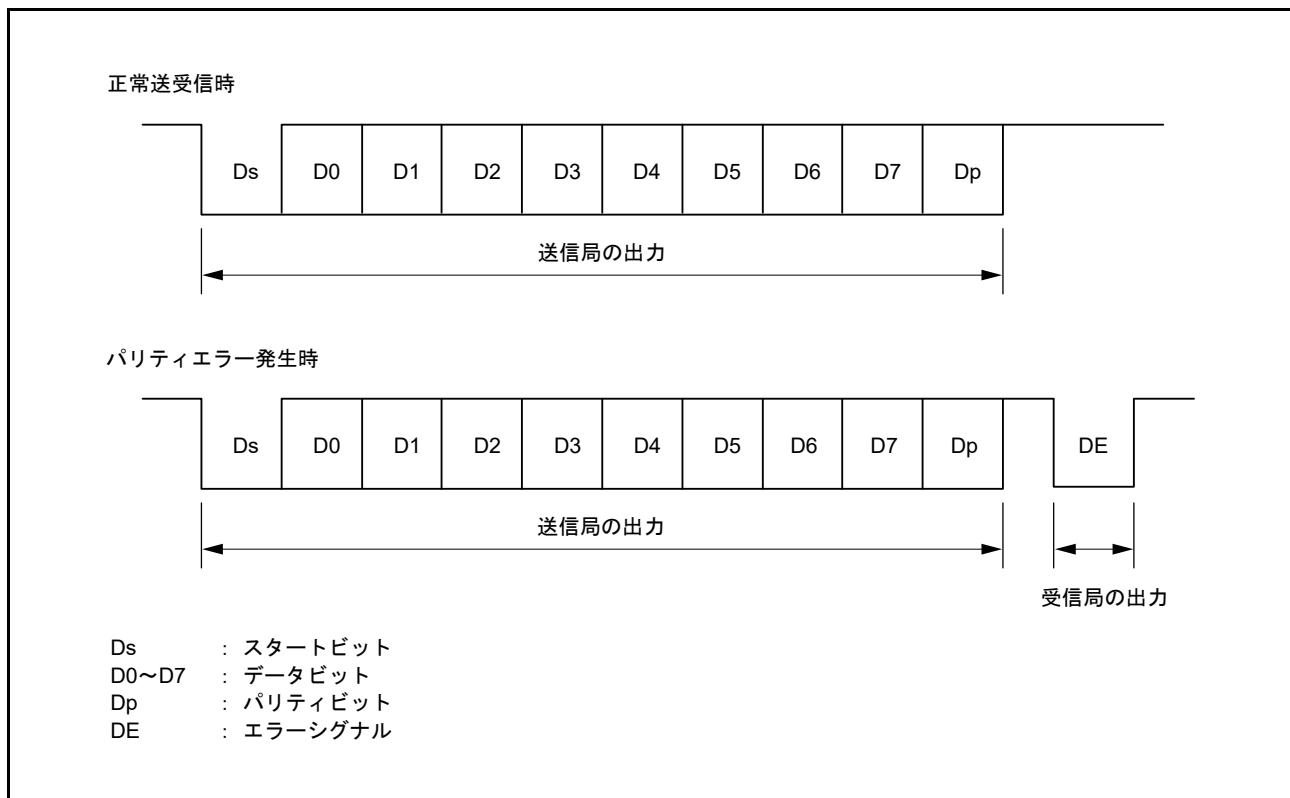 正常送受信時
Ds D0 D1 D2 D3 D4 D5 D6 D7 Dp
送信局の出力
パリティエラー発生時
Ds D0 D1 D2 D3 D4 D5 D6 D7 Dp DE
送信局の出力
受信局の出力
Ds : スタートビット
D0～D7 : データビット
Dp : パリティビット
DE : エラーシグナル